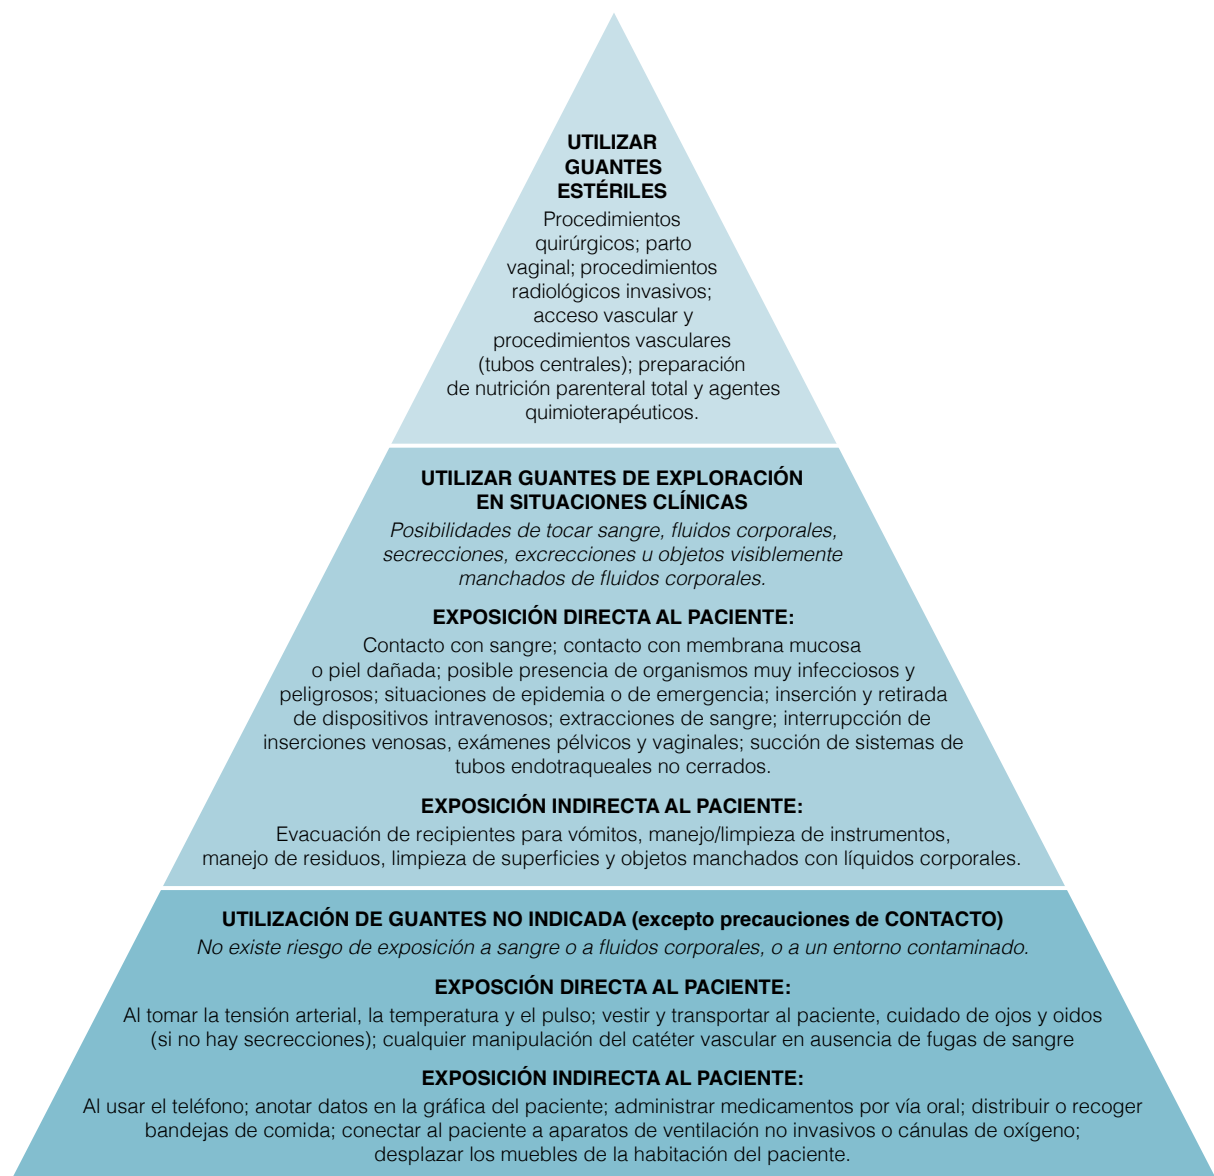 UTILIZAR
GUANTES
ESTÉRILES
Procedimientos
quirúrgicos; parto
vaginal; procedimientos
radiológicos invasivos;
acceso vascular y
procedimientos vasculares
(tubos centrales); preparación
de nutrición parenteral total y agentes
quimioterapéuticos.
UTILIZAR GUANTES DE EXPLORACIÓN
EN SITUACIONES CLÍNICAS
Posibilidades de tocar sangre, fluidos corporales,
secrecciones, excrecciones u objetos visiblemente
manchados de fluidos corporales.
EXPOSICIÓN DIRECTA AL PACIENTE:
Contacto con sangre; contacto con membrana mucosa
o piel dañada; posible presencia de organismos muy infecciosos y
peligrosos; situaciones de epidemia o de emergencia; inserción y retirada
de dispositivos intravenosos; extracciones de sangre; interrupcción de
inserciones venosas, exámenes pélvicos y vaginales; succión de sistemas de
tubos endotraqueales no cerrados.
EXPOSICIÓN INDIRECTA AL PACIENTE:
Evacuación de recipientes para vómitos, manejo/limpieza de instrumentos,
manejo de residuos, limpieza de superficies y objetos manchados con líquidos corporales.
UTILIZACIÓN DE GUANTES NO INDICADA (excepto precauciones de CONTACTO)
No existe riesgo de exposición a sangre o a fluidos corporales, o a un entorno contaminado.
EXPOSCIÓN DIRECTA AL PACIENTE:
Al tomar la tensión arterial, la temperatura y el pulso; vestir y transportar al paciente, cuidado de ojos y oidos
(si no hay secrecciones); cualquier manipulación del catéter vascular en ausencia de fugas de sangre
EXPOSICIÓN INDIRECTA AL PACIENTE:
Al usar el teléfono; anotar datos en la gráfica del paciente; administrar medicamentos por vía oral; distribuir o recoger
bandejas de comida; conectar al paciente a aparatos de ventilación no invasivos o cánulas de oxígeno;
desplazar los muebles de la habitación del paciente.